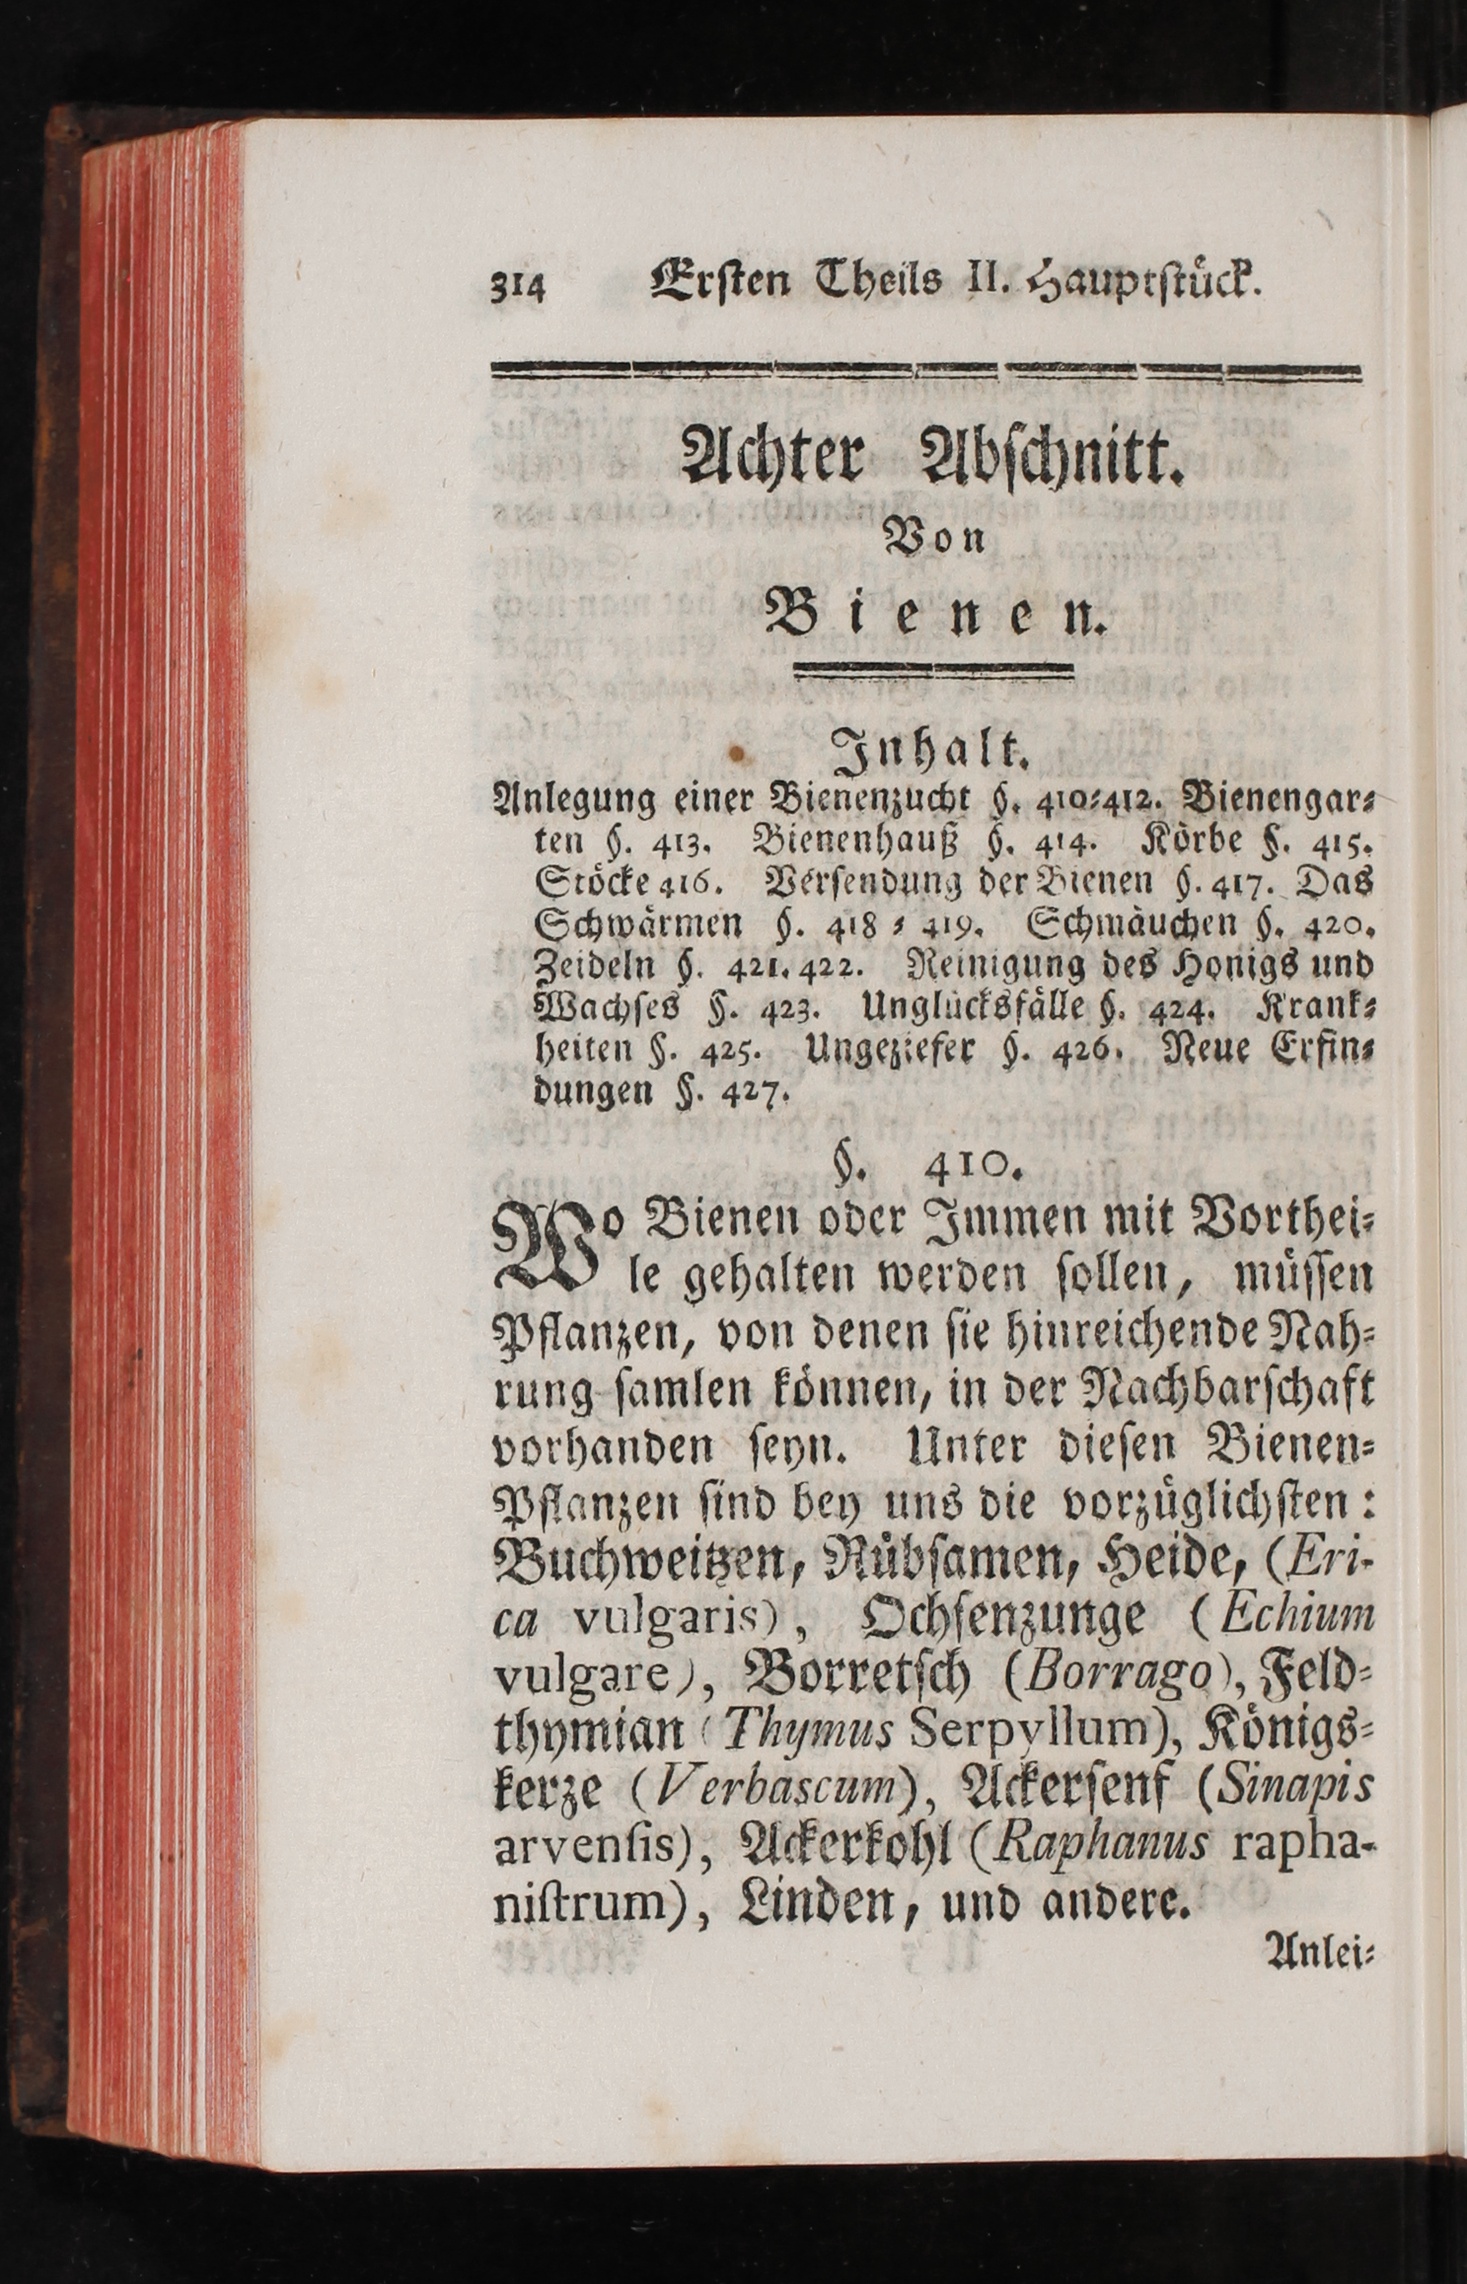 314 Erſten Theils II. Hauptſtück.
Achter Abſchnitt.
Von
Bienen.
Inhalt.
Anlegung einer Bienenzucht §. 410⸗412. Bienengar⸗
ten §. 413. Bienenhauß §. 414. Körbe §. 415.
Stöcke 416. Verſendung der Bienen §. 417. Das
Schwärmen §. 418 ⸗ 419. Schmäuchen §. 420.
Zeideln §. 421. 422. Reinigung des Honigs und
Wachſes §. 423. Unglücksfälle §. 424. Krank⸗
heiten §. 425. Ungeziefer §. 426. Neue Erfin⸗
dungen §. 427.
§. 410.
Wo Bienen oder Immen mit Vorthei⸗
le gehalten werden ſollen, müſſen
Pflanzen, von denen ſie hinreichende Nah⸗
rung ſamlen können, in der Nachbarſchaft
vorhanden ſeyn. Unter dieſen Bienen⸗
Pflanzen ſind bey uns die vorzüglichſten:
Buchweitzen, Rübſamen, Heide, (Eri-
ca vulgaris), Ochſenzunge (Echium
vulgare), Borretſch (Borrago), Feld⸗
thymian (Thymus Serpyllum), Königs⸗
kerze (Verbascum), Ackerſenf (Sinapis
arvenſis), Ackerkohl (Raphanus rapha-
niſtrum), Linden, und andere.
Anlei⸗